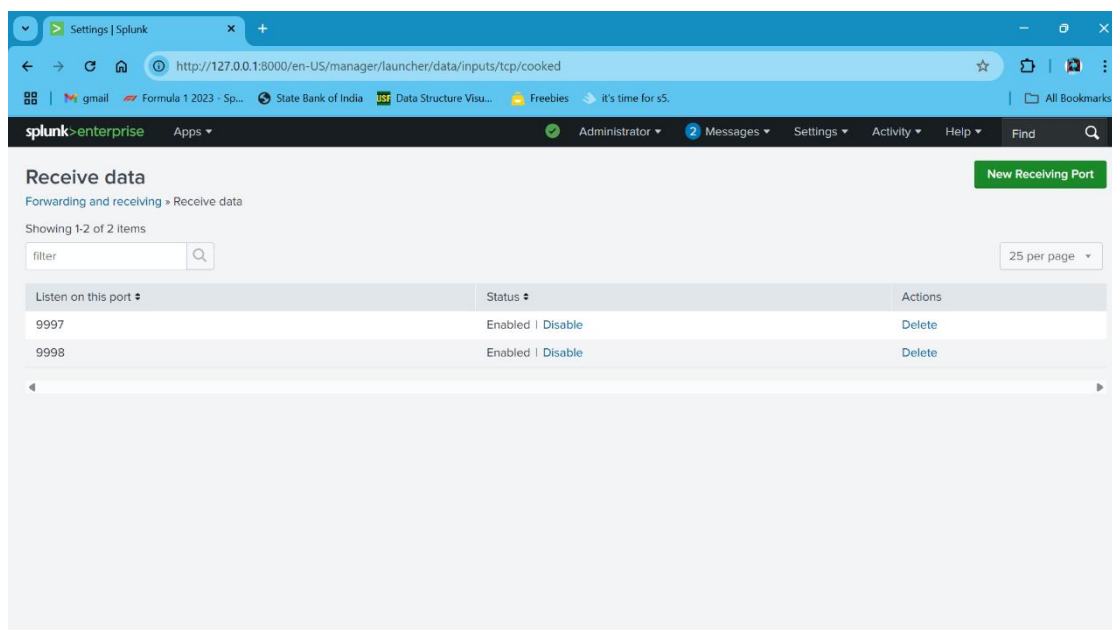 Settings | Splunk
http://127.0.0.1:8000/en-US/manager/launcher/data/inputs/tcp/cooked
gmail Formula 1 2023 - Sp... State Bank of India USF Data Structure Visu... Freebies it's time for s5. All Bookmarks
splunk>enterprise Apps Administrator 2 Messages Settings Activity Help Find
Receive data New Receiving Port
Forwarding and receiving » Receive data
Showing 1-2 of 2 items
filter 25 per page
Listen on this port Status Actions
9997 Enabled | Disable Delete
9998 Enabled | Disable Delete